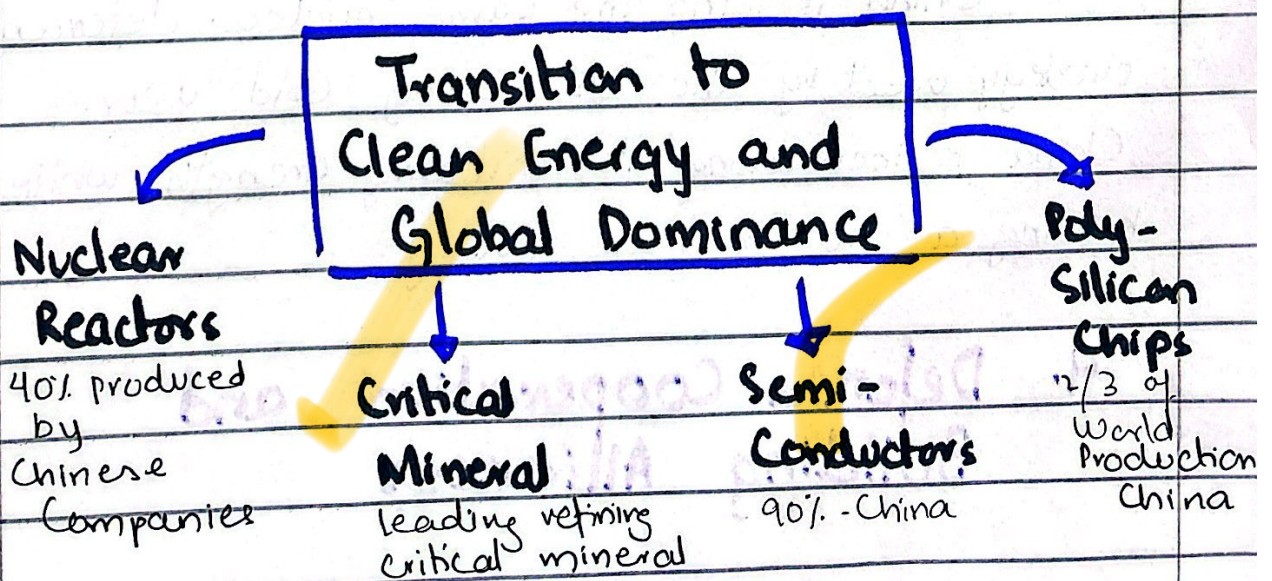 Transition to
Clean Energy and
Global Dominance
Nuclear
Reactors
40% produced
by
Chinese
Companies
Critical
Mineral
leading refining
critical mineral
Semi-
Conductors
90% - China
Poly-
Silicon
Chips
2/3 of
World
Production
China